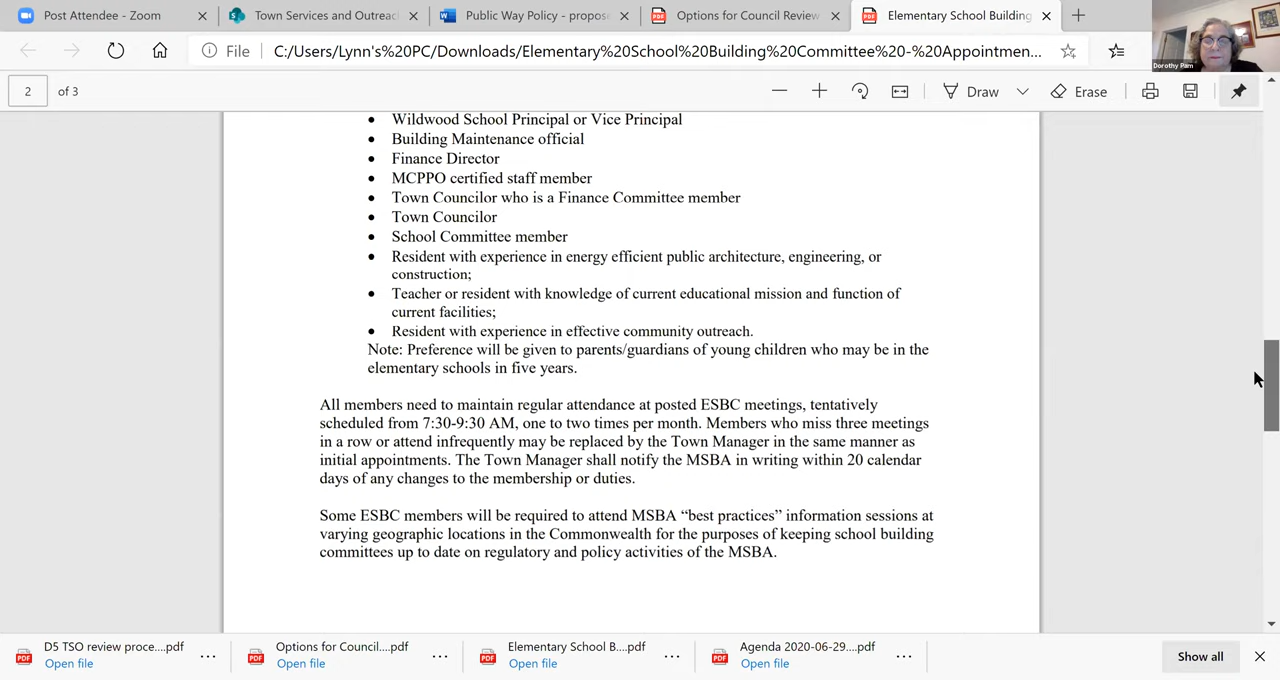 Post Attendee - Zoom
Town Services and Outreac
Public Way Policy - propose
Options for Council Review
Elementary School Building
File
C:/Users/Lynn's%20PC/Downloads/Elementary%20School%20Building%20Committee%20-%20Appointmen...
Dorothy Pam
2 of 3
Draw
Erase
• Wildwood School Principal or Vice Principal
• Building Maintenance official
• Finance Director
• MCPPO certified staff member
• Town Councilor who is a Finance Committee member
• Town Councilor
• School Committee member
• Resident with experience in energy efficient public architecture, engineering, or
construction;
• Teacher or resident with knowledge of current educational mission and function of
current facilities;
• Resident with experience in effective community outreach.
Note: Preference will be given to parents/guardians of young children who may be in the
elementary schools in five years.
All members need to maintain regular attendance at posted ESBC meetings, tentatively
scheduled from 7:30-9:30 AM, one to two times per month. Members who miss three meetings
in a row or attend infrequently may be replaced by the Town Manager in the same manner as
initial appointments. The Town Manager shall notify the MSBA in writing within 20 calendar
days of any changes to the membership or duties.
Some ESBC members will be required to attend MSBA “best practices” information sessions at
varying geographic locations in the Commonwealth for the purposes of keeping school building
committees up to date on regulatory and policy activities of the MSBA.
D5 TSO review proce....pdf
Open file
Options for Council....pdf
Open file
Elementary School B....pdf
Open file
Agenda 2020-06-29....pdf
Open file
Show all